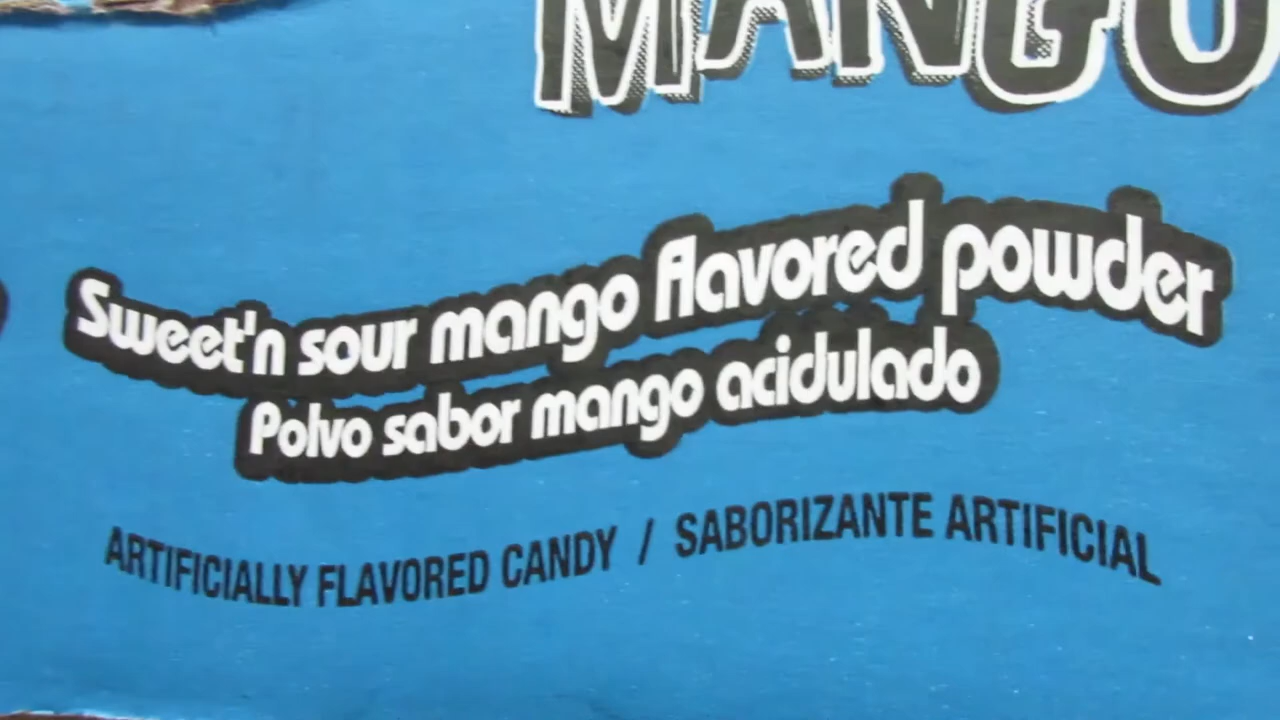 MANGO
Sweet'n sour mango flavored powder
Polvo sabor mango acidulado
ARTIFICIALLY FLAVORED CANDY / SABORIZANTE ARTIFICIAL